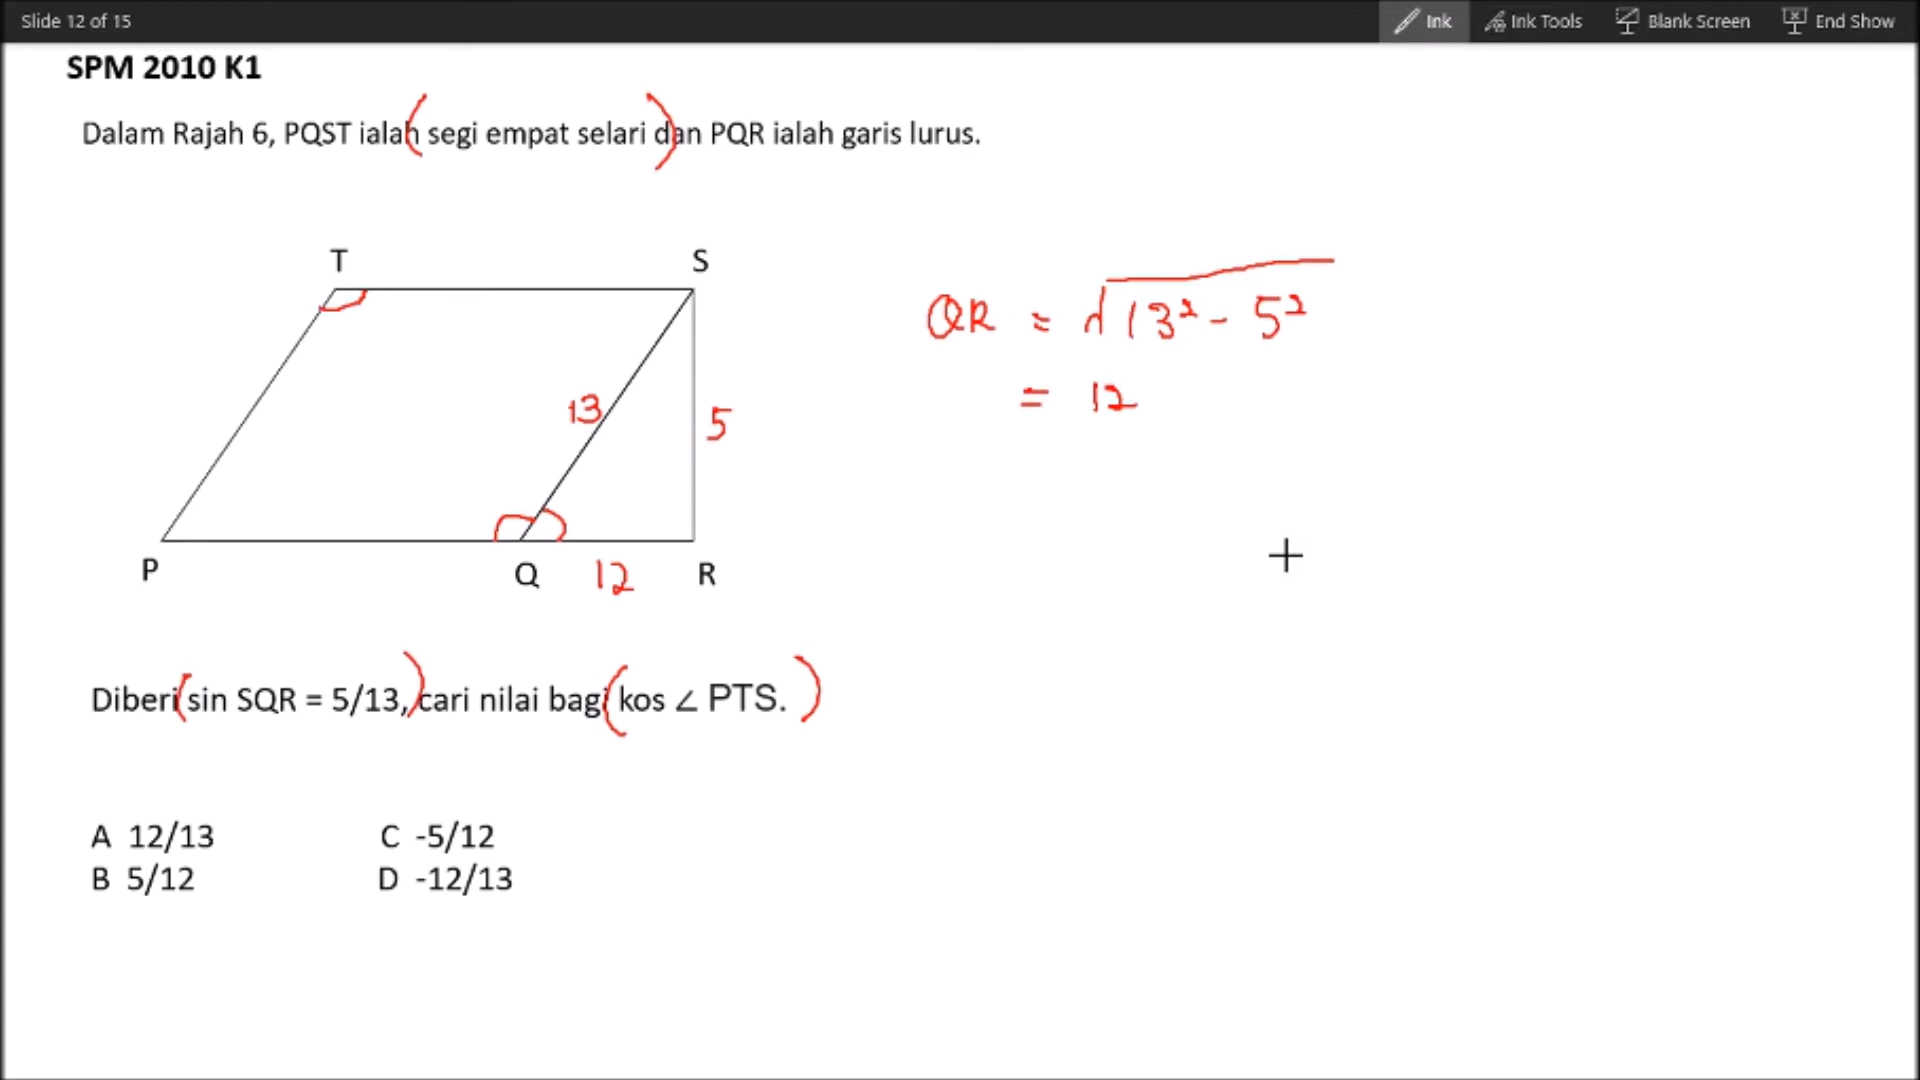 Slide 12 of 15
Ink
Ink Tools
Blank Screen
End Show
SPM 2010 K1
Dalam Rajah 6, PQST ialah ( segi empat selari ) dan PQR ialah garis lurus.
T
S
QR = √13² - 5²
= 12
13
5
P
Q
12
R
Diberi ( sin SQR = 5/13, ) cari nilai bagi ( kos ∠ PTS. )
A 12/13
C -5/12
B 5/12
D -12/13